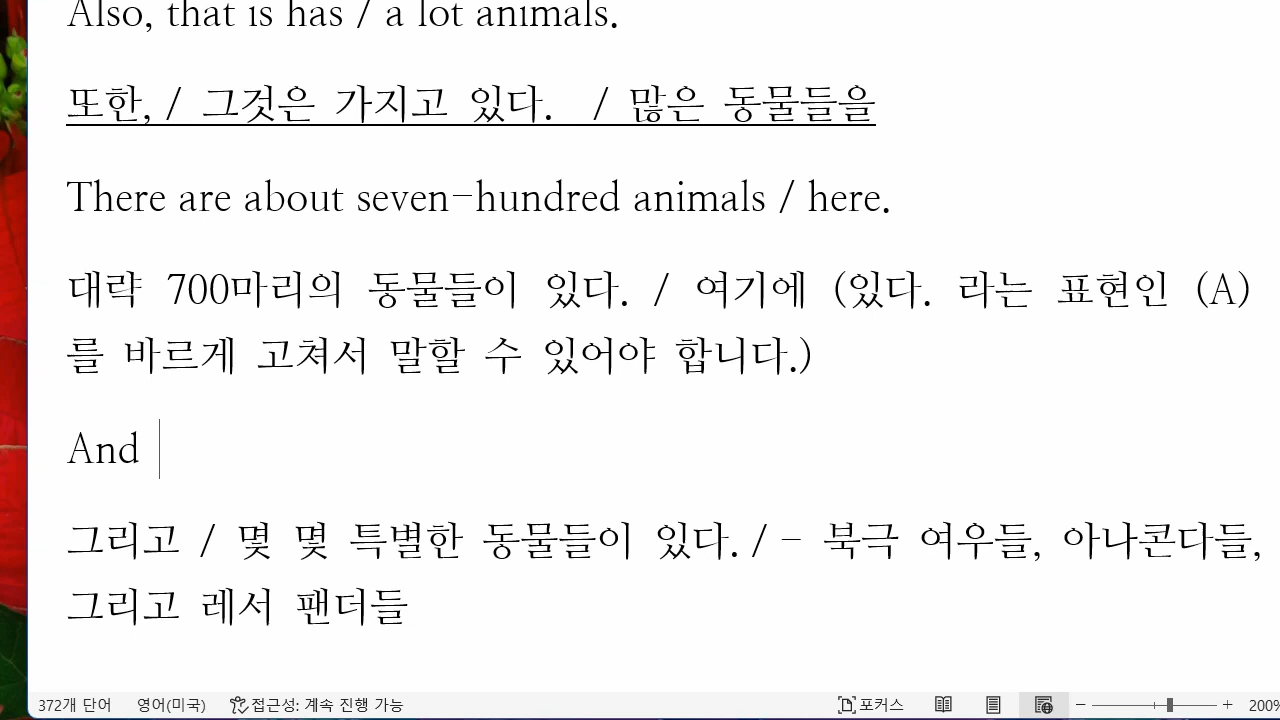 Also, that is has / a lot animals.
또한, / 그것은 가지고 있다. / 많은 동물들을
There are about seven-hundred animals / here.
대략 700마리의 동물들이 있다. / 여기에 (있다. 라는 표현인 (A)
를 바르게 고쳐서 말할 수 있어야 합니다.)
And
그리고 / 몇 몇 특별한 동물들이 있다. / - 북극 여우들, 아나콘다들,
그리고 레서 팬더들
372개 단어 영어(미국) 접근성: 계속 진행 가능 포커스 200%